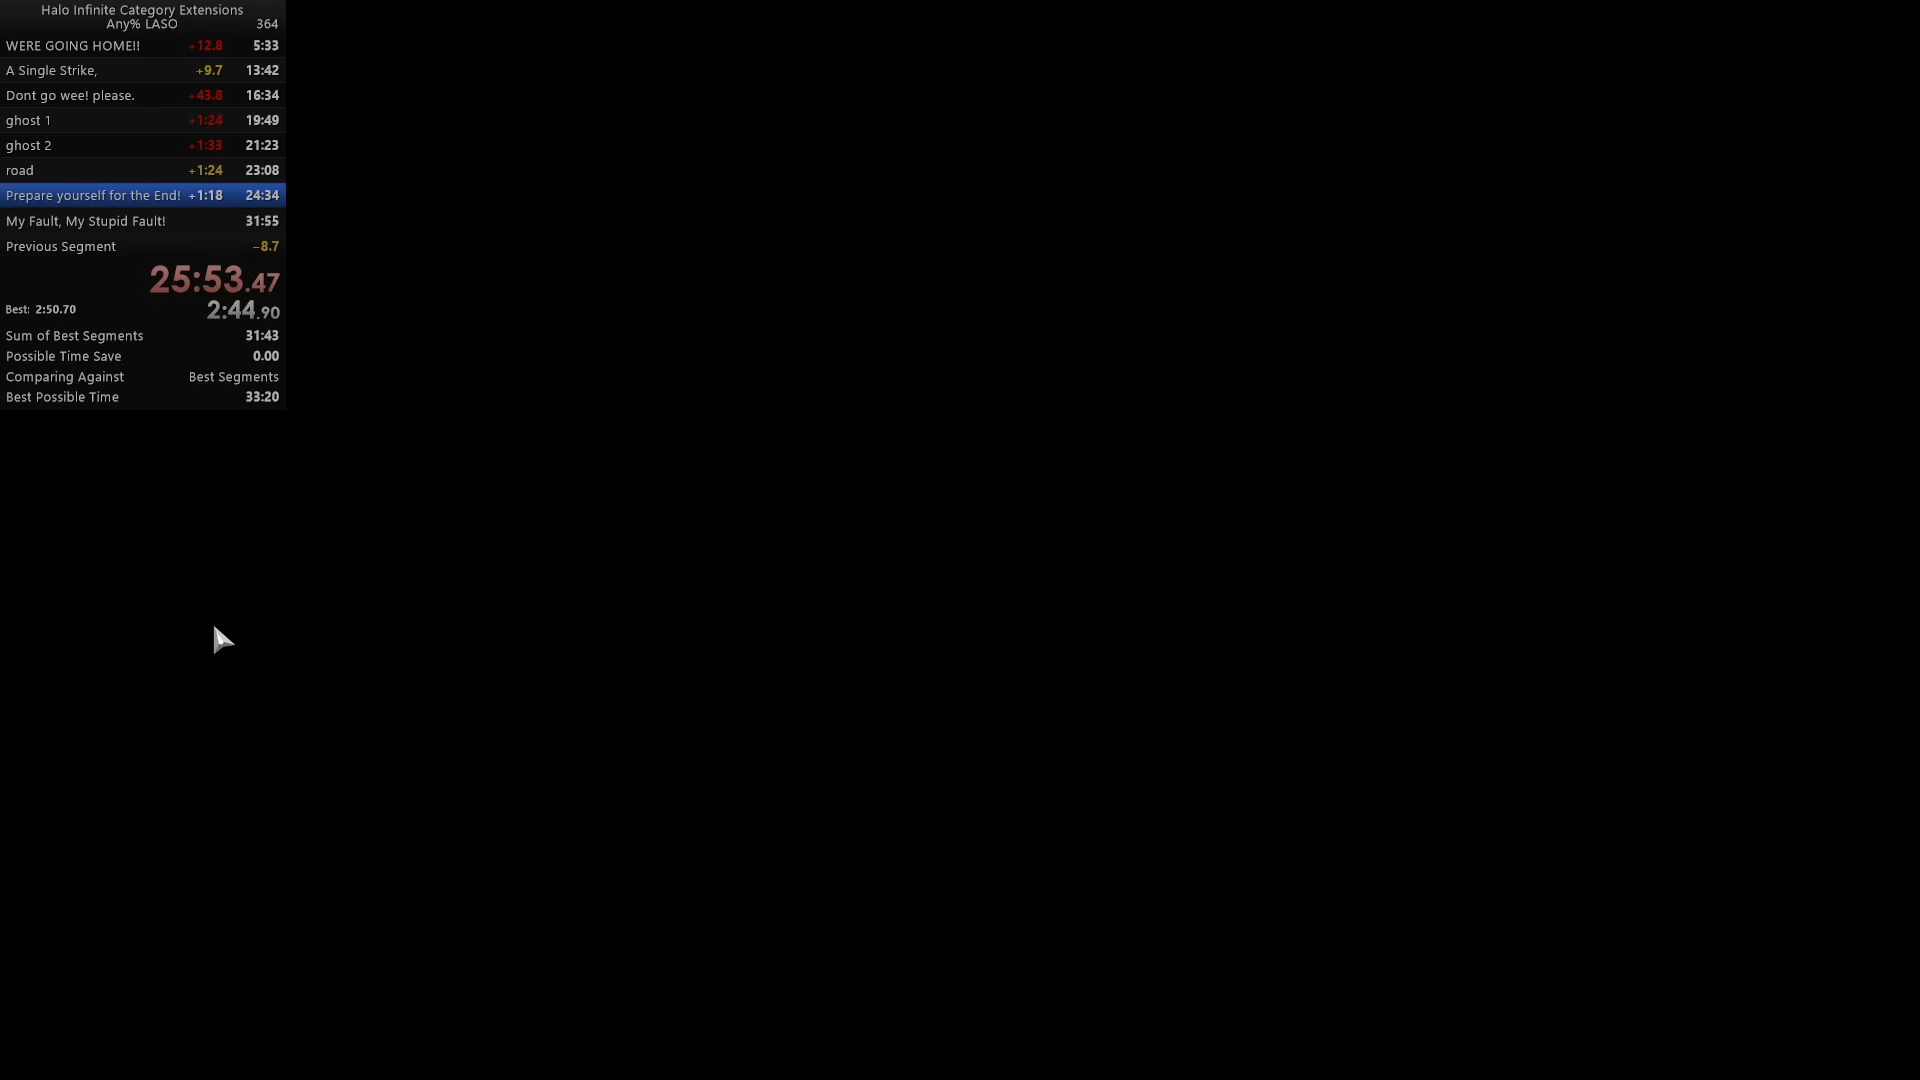 Halo Infinite Category Extensions
Any% LASO 364
WERE GOING HOME!! +12.8 5:33
A Single Strike, +9.7 13:42
Dont go wee! please. +43.8 16:34
ghost 1 +1:24 19:49
ghost 2 +1:33 21:23
road +1:24 23:08
Prepare yourself for the End! +1:18 24:34
My Fault, My Stupid Fault! 31:55
Previous Segment −8.7
25:53.47
Best: 2:50.70 2:44.90
Sum of Best Segments 31:43
Possible Time Save 0.00
Comparing Against Best Segments
Best Possible Time 33:20